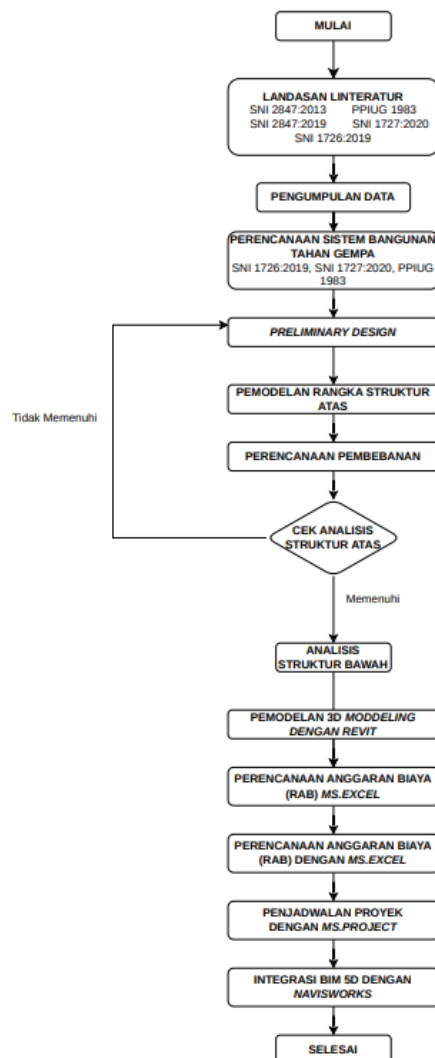 MULAI
LANDASAN LINTERATUR
SNI 2847:2013 PPIUG 1983
SNI 2847:2019 SNI 1727:2020
SNI 1726:2019
PENGUMPULAN DATA
PERENCANAAN SISTEM BANGUNAN
TAHAN GEMPA
SNI 1726:2019, SNI 1727:2020, PPIUG
1983
PRELIMINARY DESIGN
PEMODELAN RANGKA STRUKTUR
ATAS
Tidak Memenuhi
PERENCANAAN PEMBEBANAN
CEK ANALISIS
STRUKTUR ATAS
Memenuhi
ANALISIS
STRUKTUR BAWAH
PEMODELAN 3D MODDELING
DENGAN REVIT
PERENCANAAN ANGGARAN BIAYA
(RAB) MS.EXCEL
PERENCANAAN ANGGARAN BIAYA
(RAB) DENGAN MS.EXCEL
PENJADWALAN PROYEK
DENGAN MS.PROJECT
INTEGRASI BIM 5D DENGAN
NAVISWORKS
SELESAI